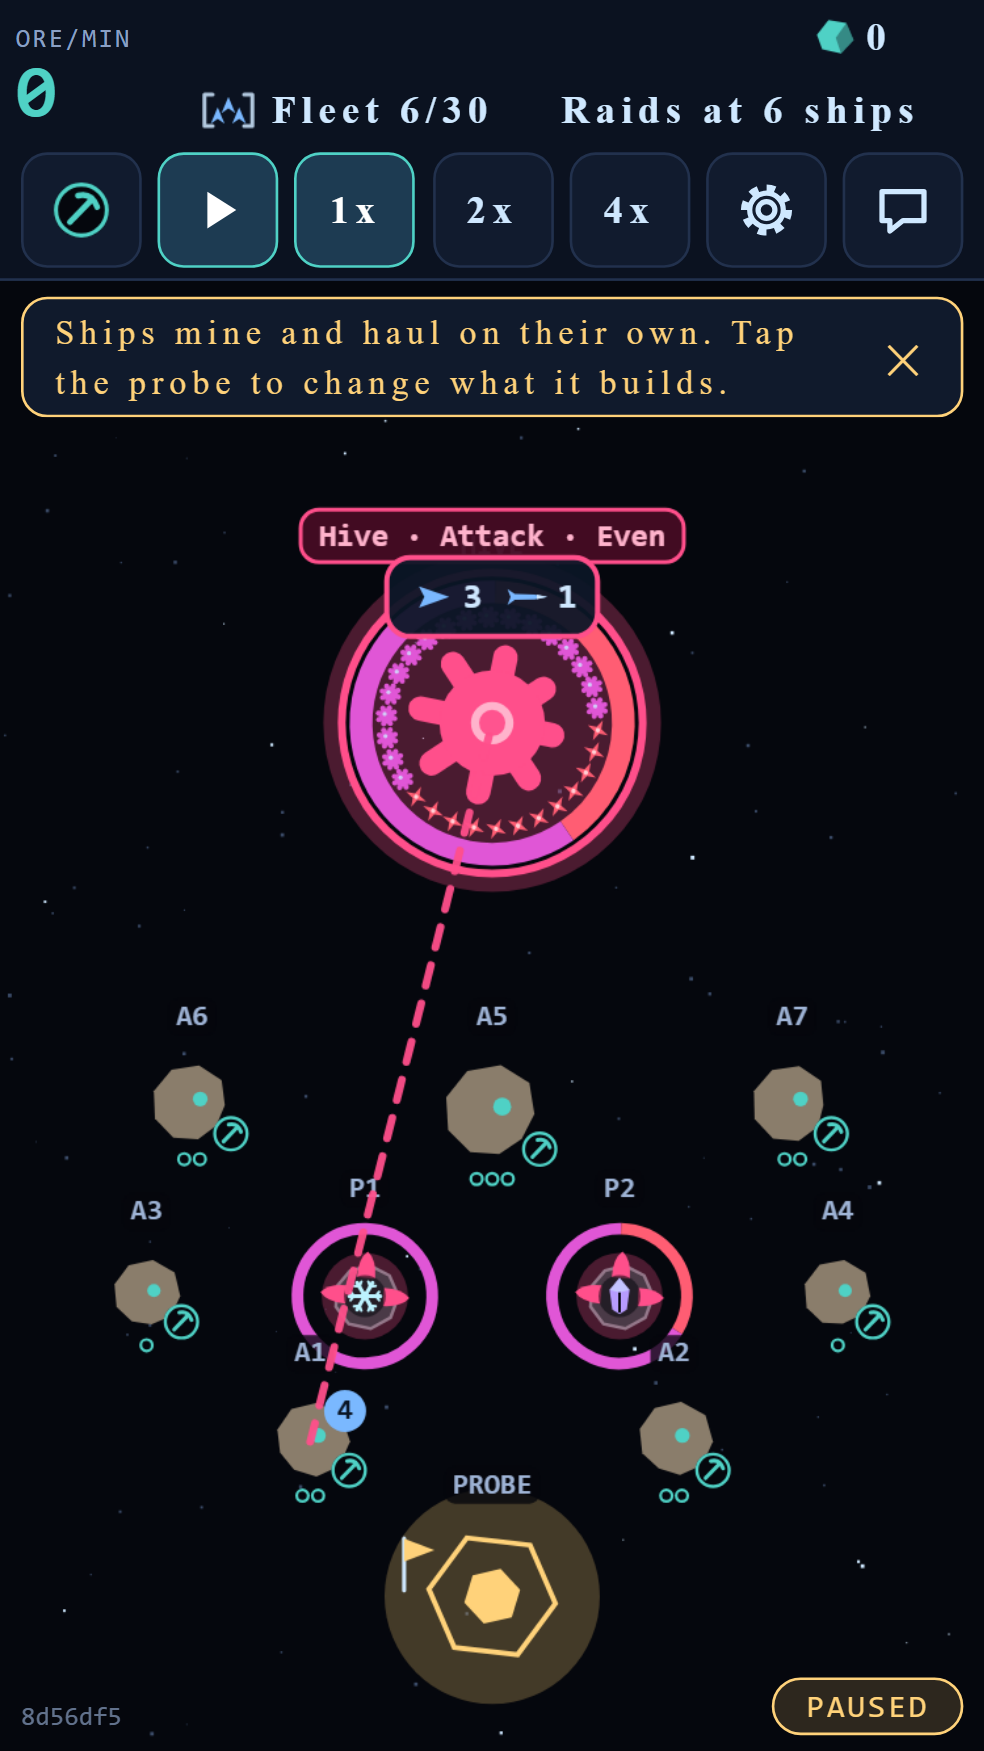 ORE/MIN
0
0
Fleet 6/30
Raids at 6 ships
1x
2x
4x
Ships mine and haul on their own. Tap
the probe to change what it builds.
Hive · Attack · Even
3
1
A6
A5
A7
A3
P1
P2
A4
A1
A2
4
PROBE
8d56df5
PAUSED